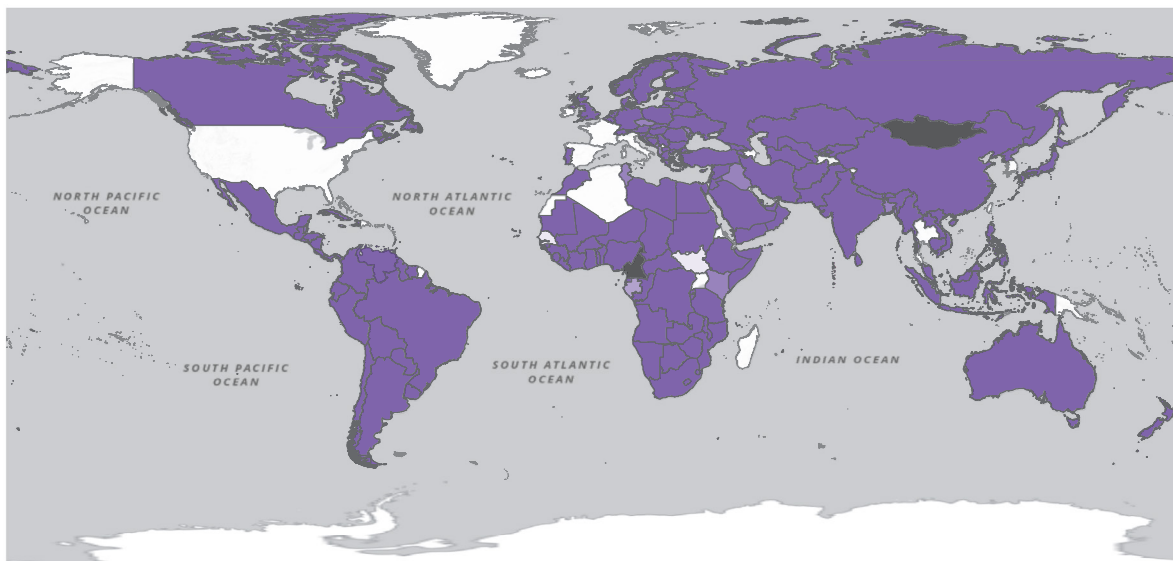 NORTH PACIFIC
OCEAN
NORTH ATLANTIC
OCEAN
SOUTH PACIFIC
OCEAN
SOUTH ATLANTIC
OCEAN
INDIAN OCEAN